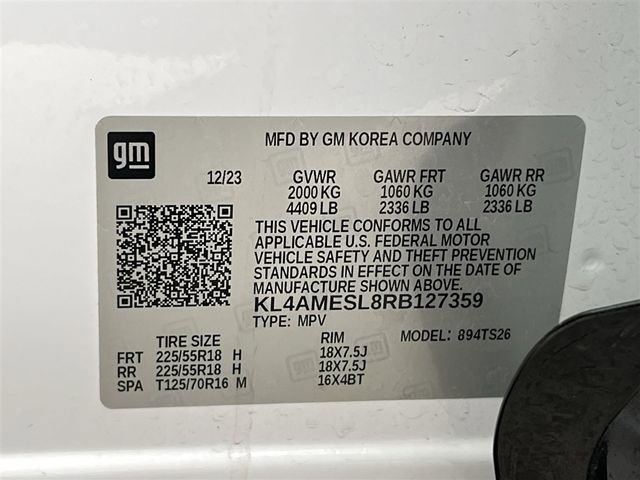 gm
MFD BY GM KOREA COMPANY
12/23 GVWR GAWR FRT GAWR RR
2000 KG 1060 KG 1060 KG
4409 LB 2336 LB 2336 LB
THIS VEHICLE CONFORMS TO ALL
APPLICABLE U.S. FEDERAL MOTOR
VEHICLE SAFETY AND THEFT PREVENTION
STANDARDS IN EFFECT ON THE DATE OF
MANUFACTURE SHOWN ABOVE.
KL4AMESL8RB127359
TYPE: MPV
TIRE SIZE RIM MODEL: 894TS26
FRT 225/55R18 H 18X7.5J
RR 225/55R18 H 18X7.5J
SPA T125/70R16 M 16X4BT